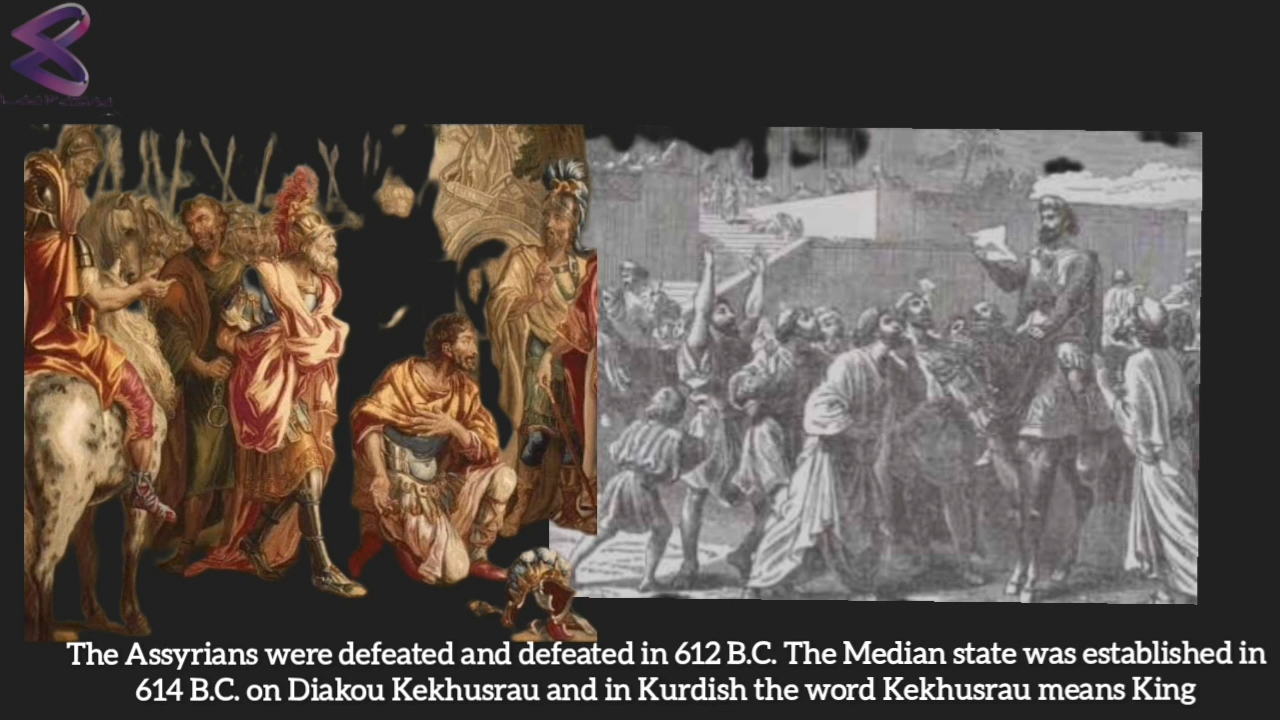 The Assyrians were defeated and defeated in 612 B.C. The Median state was established in
614 B.C. on Diakou Kekhusrau and in Kurdish the word Kekhusrau means King